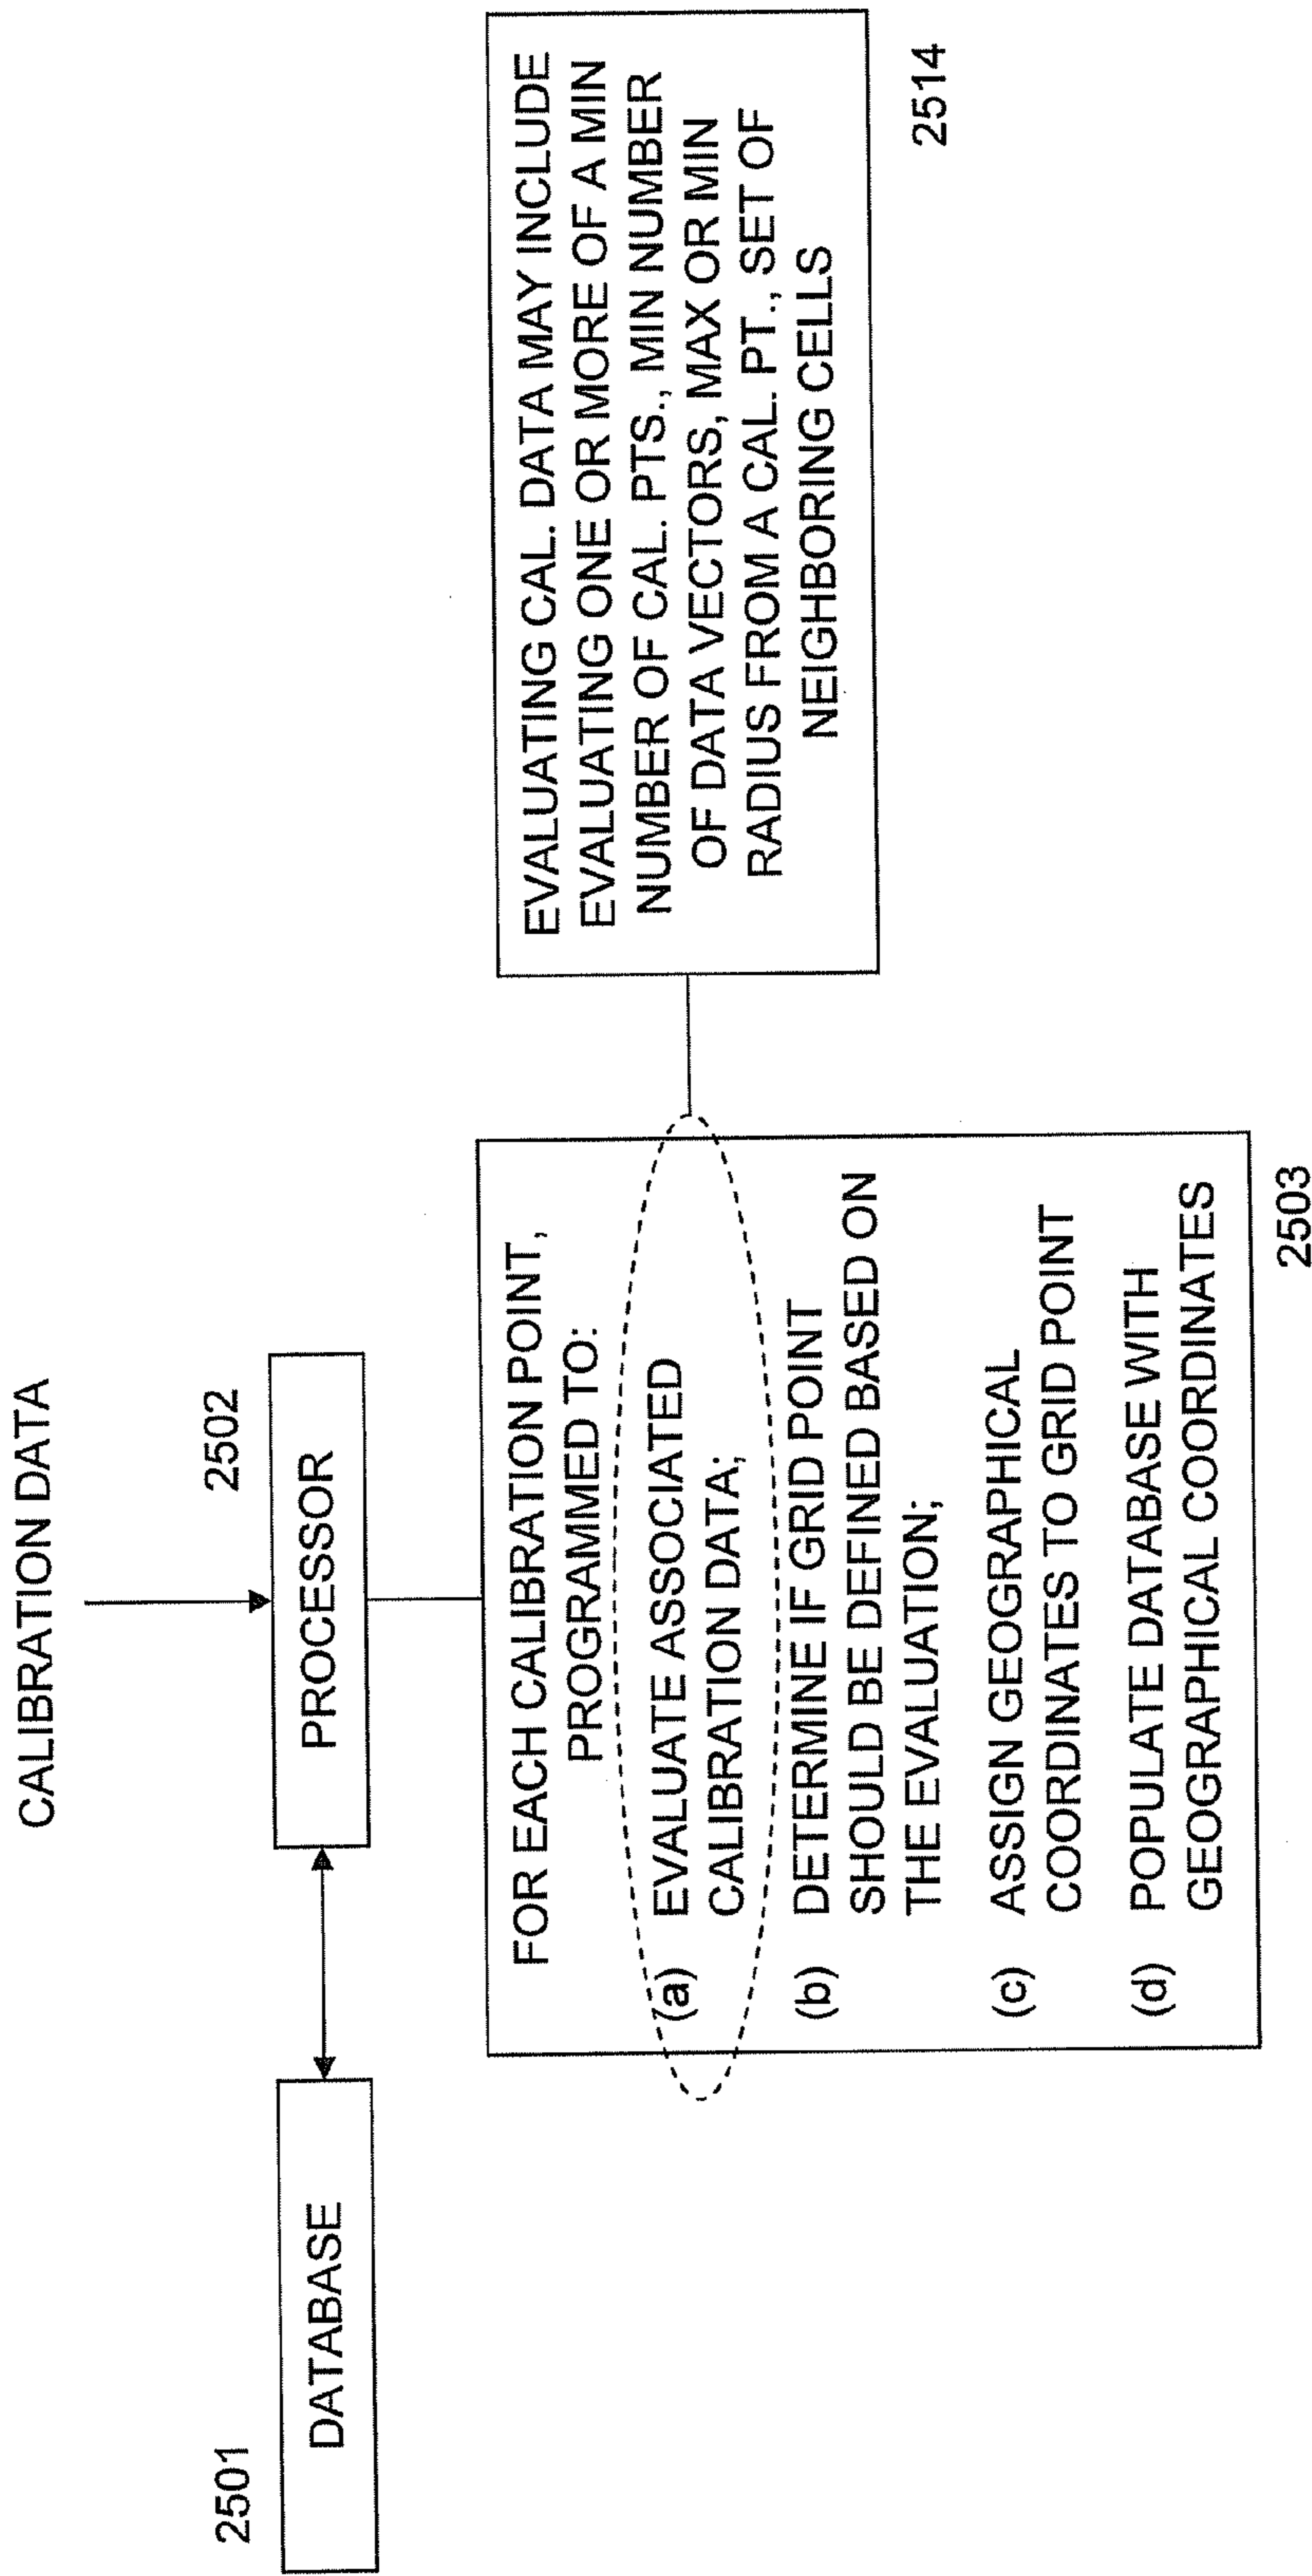 CALIBRATION DATA
2501
DATABASE
2502
PROCESSOR
FOR EACH CALIBRATION POINT,
PROGRAMMED TO:
(a) EVALUATE ASSOCIATED
CALIBRATION DATA;
(b) DETERMINE IF GRID POINT
SHOULD BE DEFINED BASED ON
THE EVALUATION;
(c) ASSIGN GEOGRAPHICAL
COORDINATES TO GRID POINT
(d) POPULATE DATABASE WITH
GEOGRAPHICAL COORDINATES
2503
EVALUATING CAL. DATA MAY INCLUDE
EVALUATING ONE OR MORE OF A MIN
NUMBER OF CAL. PTS., MIN NUMBER
OF DATA VECTORS, MAX OR MIN
RADIUS FROM A CAL. PT., SET OF
NEIGHBORING CELLS
2514